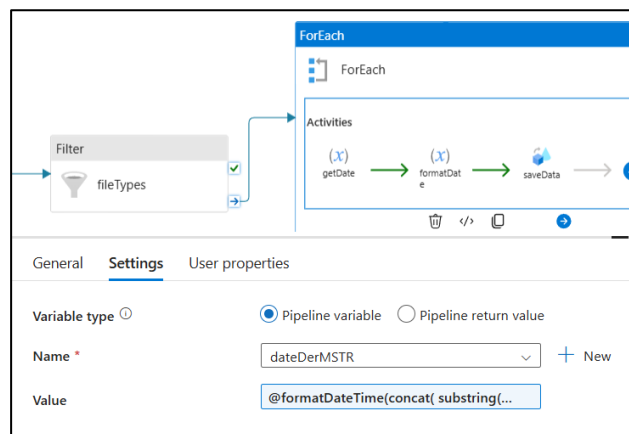 ForEach
ForEach
Activities
Filter
fileTypes
(x)
getDate
(x)
formatDat
e
saveData
</>
General
Settings
User properties
Variable type
Pipeline variable
Pipeline return value
Name *
dateDerMSTR
+ New
Value
@formatDateTime(concat( substring(...